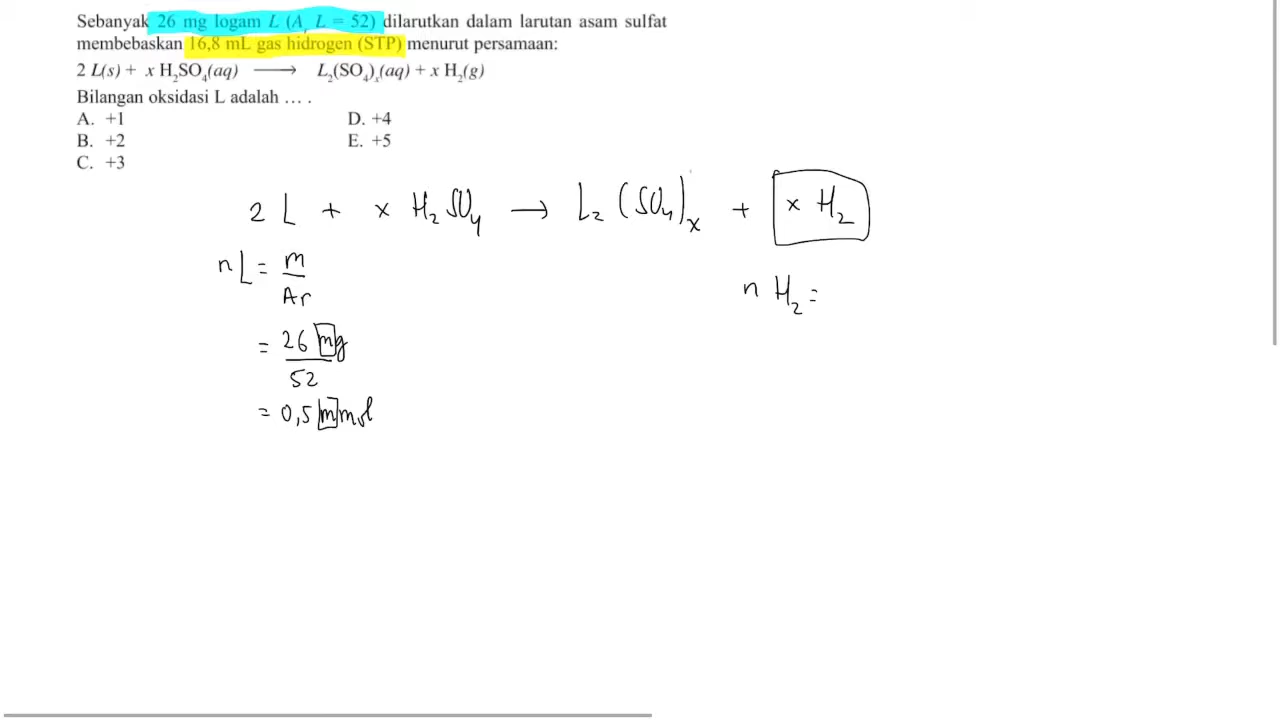 Sebanyak 26 mg logam L (Aᵣ L = 52) dilarutkan dalam larutan asam sulfat
membebaskan 16,8 mL gas hidrogen (STP) menurut persamaan:
2 L(s) + x H₂SO₄(aq) ⟶ L₂(SO₄)ₓ(aq) + x H₂(g)
Bilangan oksidasi L adalah ... .
A. +1
D. +4
B. +2
E. +5
C. +3
2 L + x H₂SO₄ → L₂(SO₄)ₓ + x H₂
n L = m/Ar
n H₂ =
= 26 mg/52
= 0,5 mmol